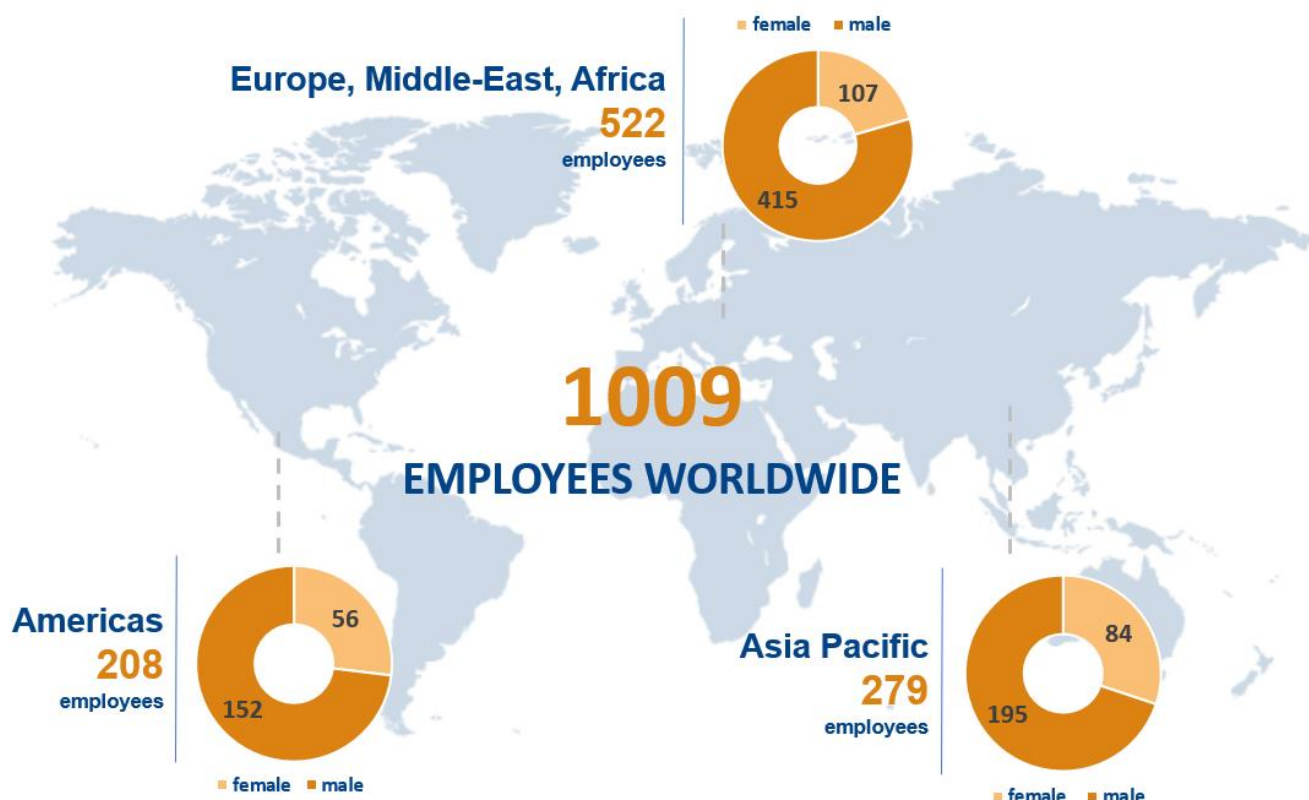 female male
Europe, Middle-East, Africa
522
employees
107
415
1009
EMPLOYEES WORLDWIDE
Americas
208
employees
56
152
female male
Asia Pacific
279
employees
84
195
female male